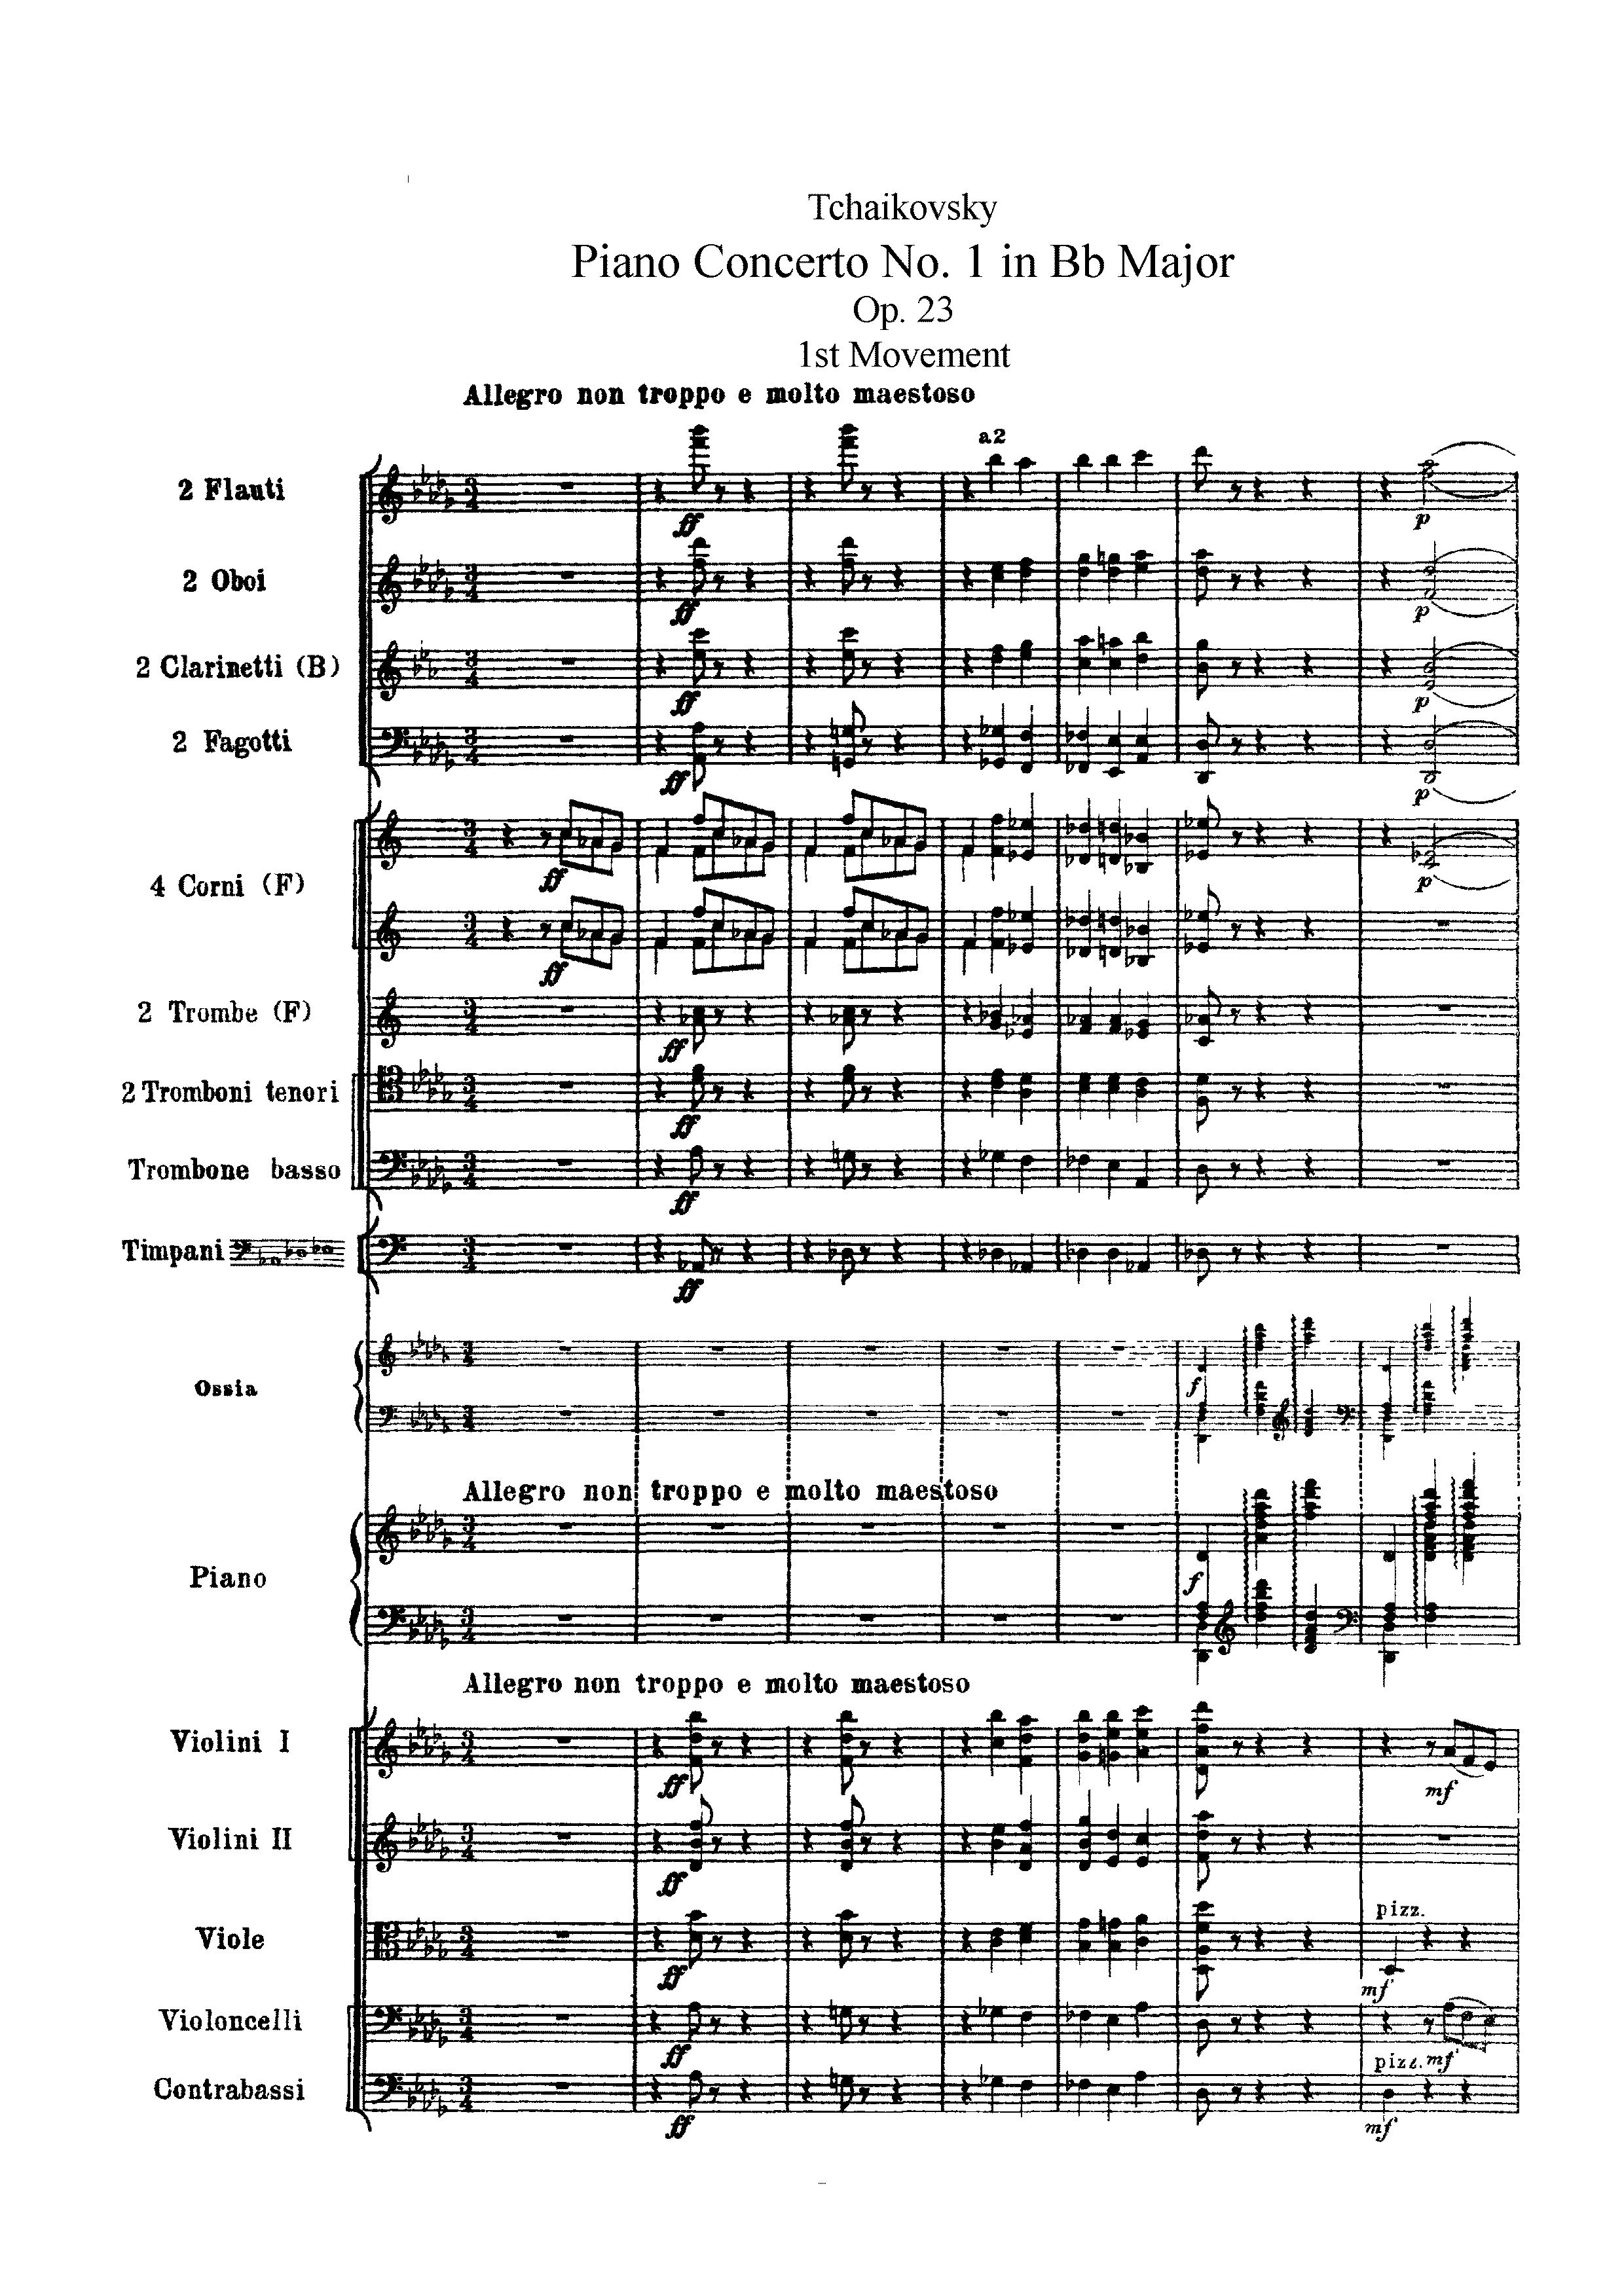 Tchaikovsky
Piano Concerto No. 1 in Bb Major
Op. 23
1st Movement
Allegro non troppo e molto maestoso
a2
2 Flauti
ff
p
2 Oboi
ff
p
2 Clarinetti (B)
ff
p
2 Fagotti
ff
p
4 Corni (F)
ff
p
ff
2 Trombe (F)
ff
2 Tromboni tenori
ff
Trombone basso
ff
Timpani
ff
Ossia
f
Allegro non troppo e molto maestoso
Piano
f
Allegro non troppo e molto maestoso
Violini I
ff
mf
Violini II
ff
pizz.
Viole
ff
mf
Violoncelli
ff
mf
pizz.
Contrabassi
ff
mf